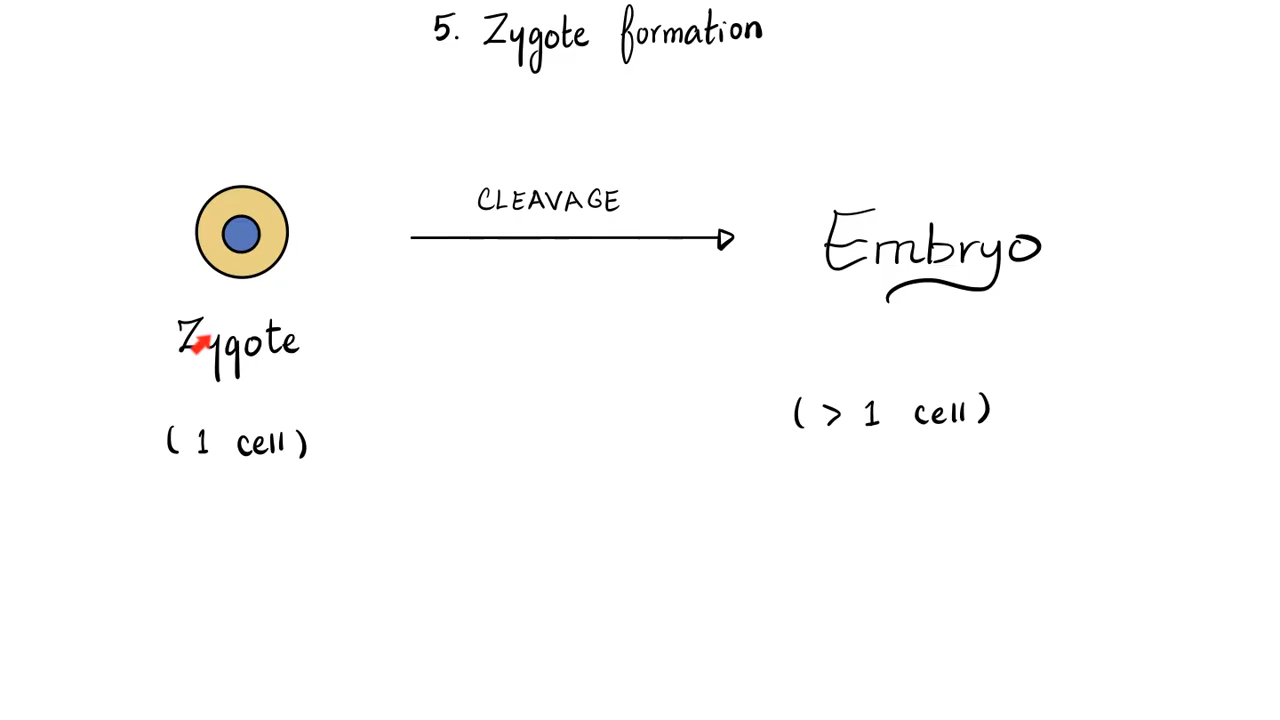 5. Zygote formation
CLEAVAGE
Embryo
Zygote
( > 1 cell )
( 1 cell )